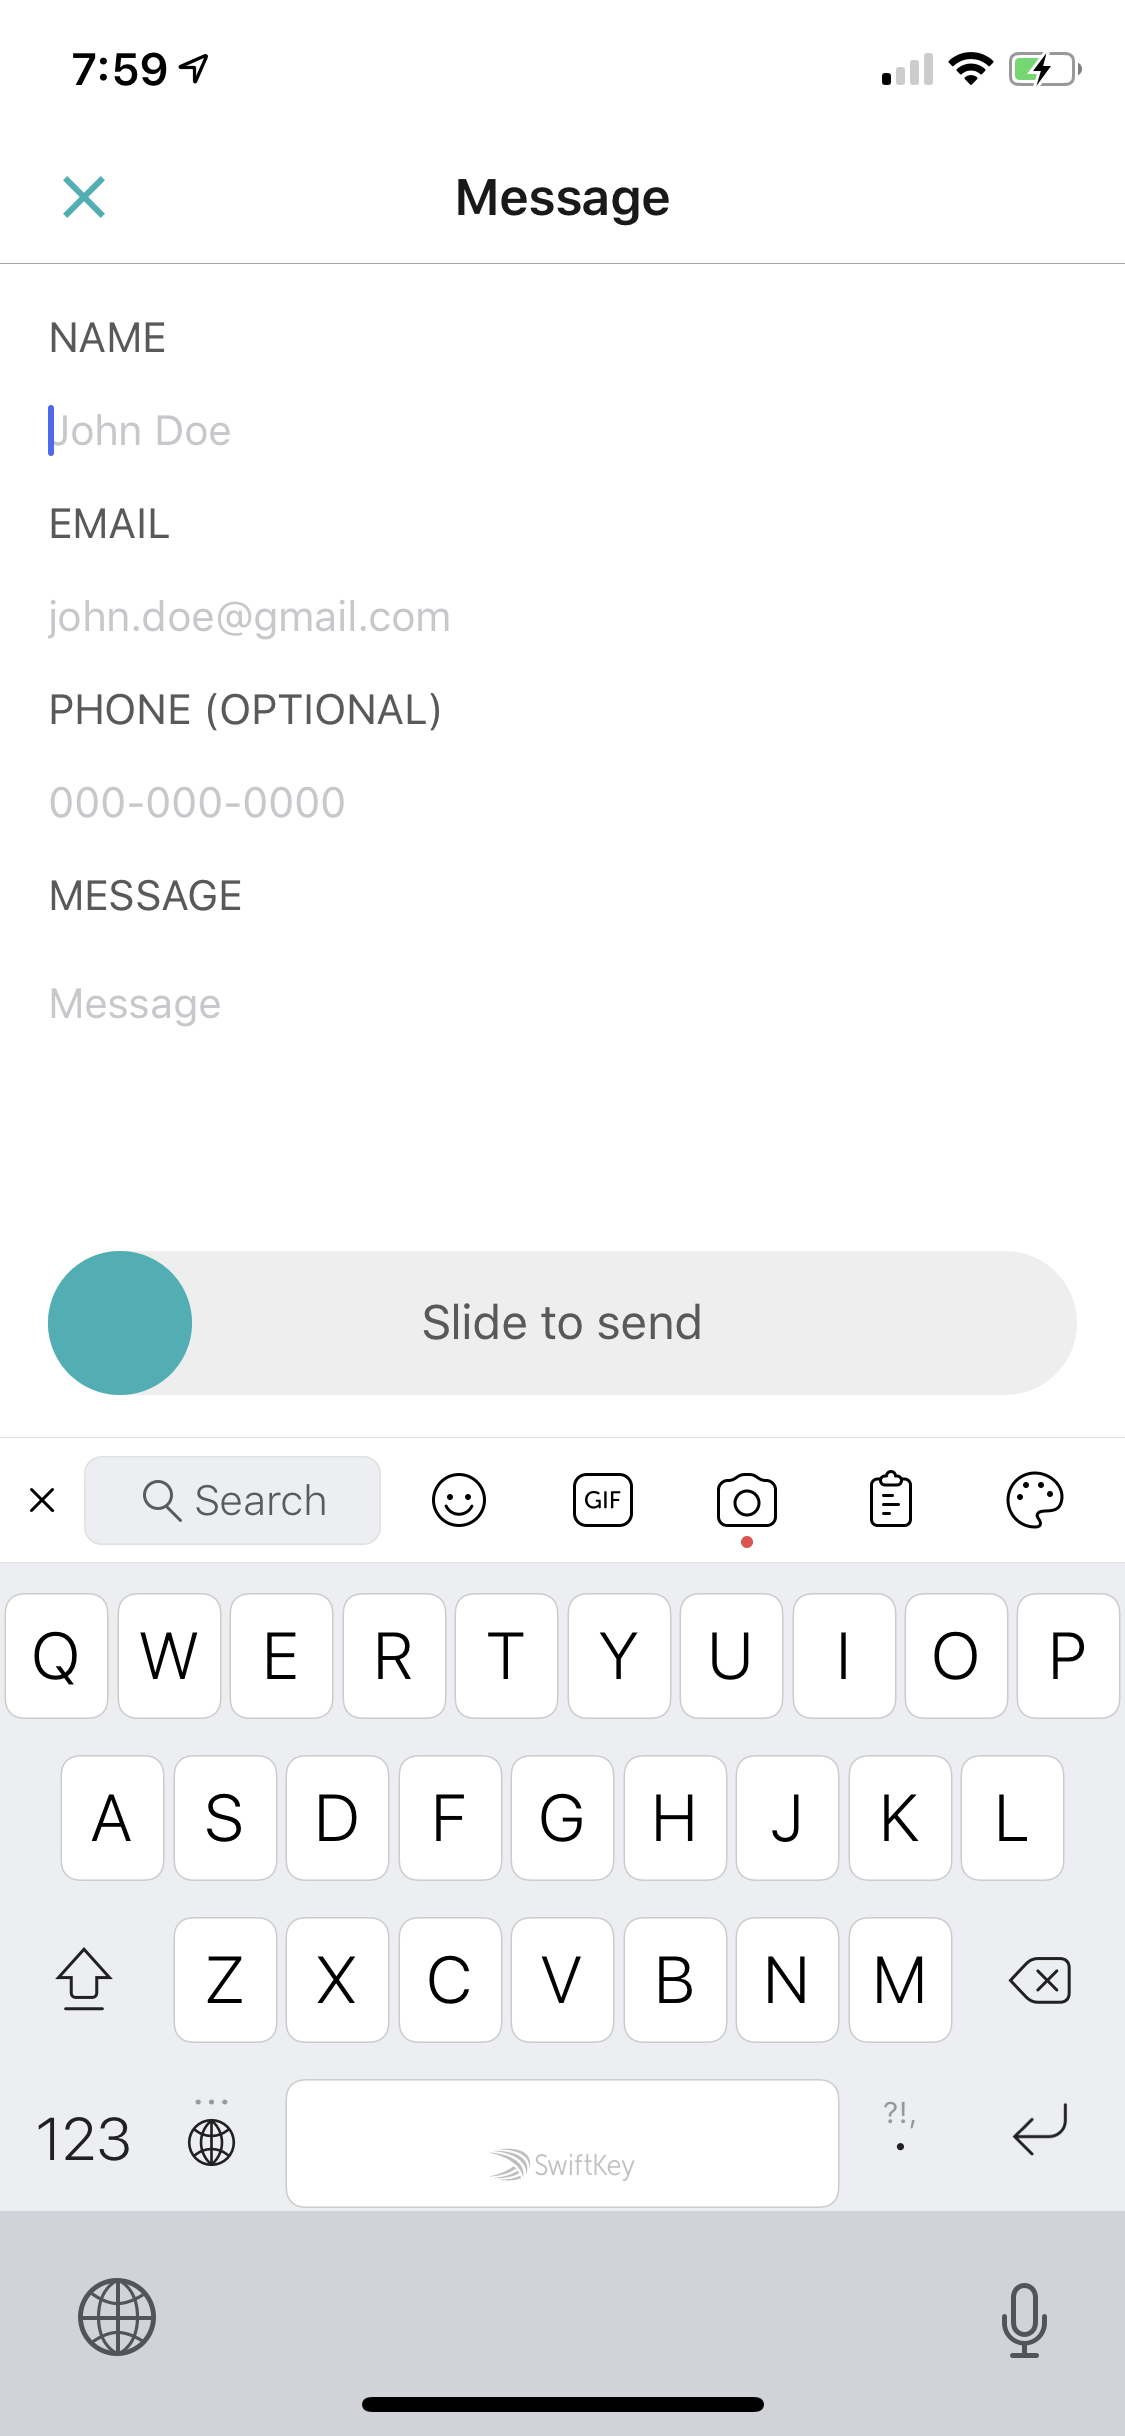 7:59
Message
NAME
John Doe
EMAIL
john.doe@gmail.com
PHONE (OPTIONAL)
000-000-0000
MESSAGE
Message
Slide to send
Search GIF
Q W E R T Y U I O P
A S D F G H J K L
Z X C V B N M
123 SwiftKey ?!, .